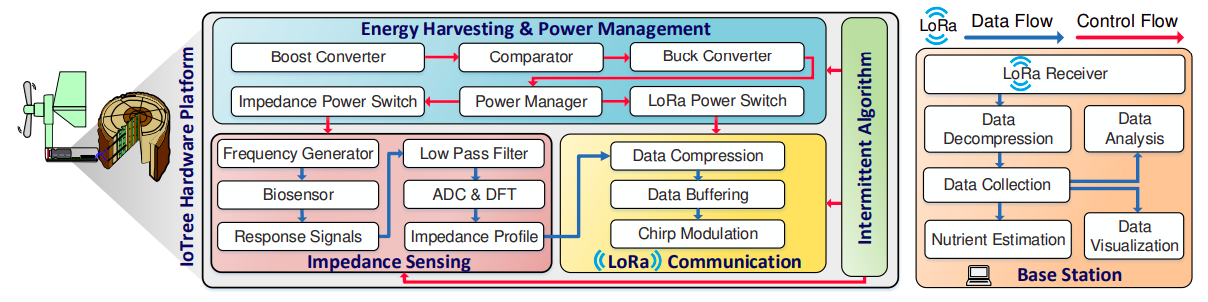 IoTree Hardware Platform
Energy Harvesting & Power Management
Boost Converter
Comparator
Buck Converter
Impedance Power Switch
Power Manager
LoRa Power Switch
Frequency Generator
Biosensor
Response Signals
Low Pass Filter
ADC & DFT
Impedance Profile
Impedance Sensing
Data Compression
Data Buffering
Chirp Modulation
LoRa Communication
Intermittent Algorithm
LoRa
Data Flow
Control Flow
LoRa Receiver
Data
Decompression
Data
Analysis
Data Collection
Nutrient Estimation
Data
Visualization
Base Station